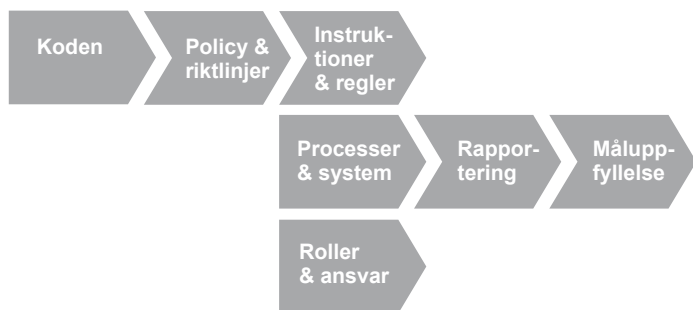 Koden
Policy &
riktlinjer
Instruk-
tioner
& regler
Processer
& system
Rappor-
tering
Målupp-
fyllelse
Roller
& ansvar